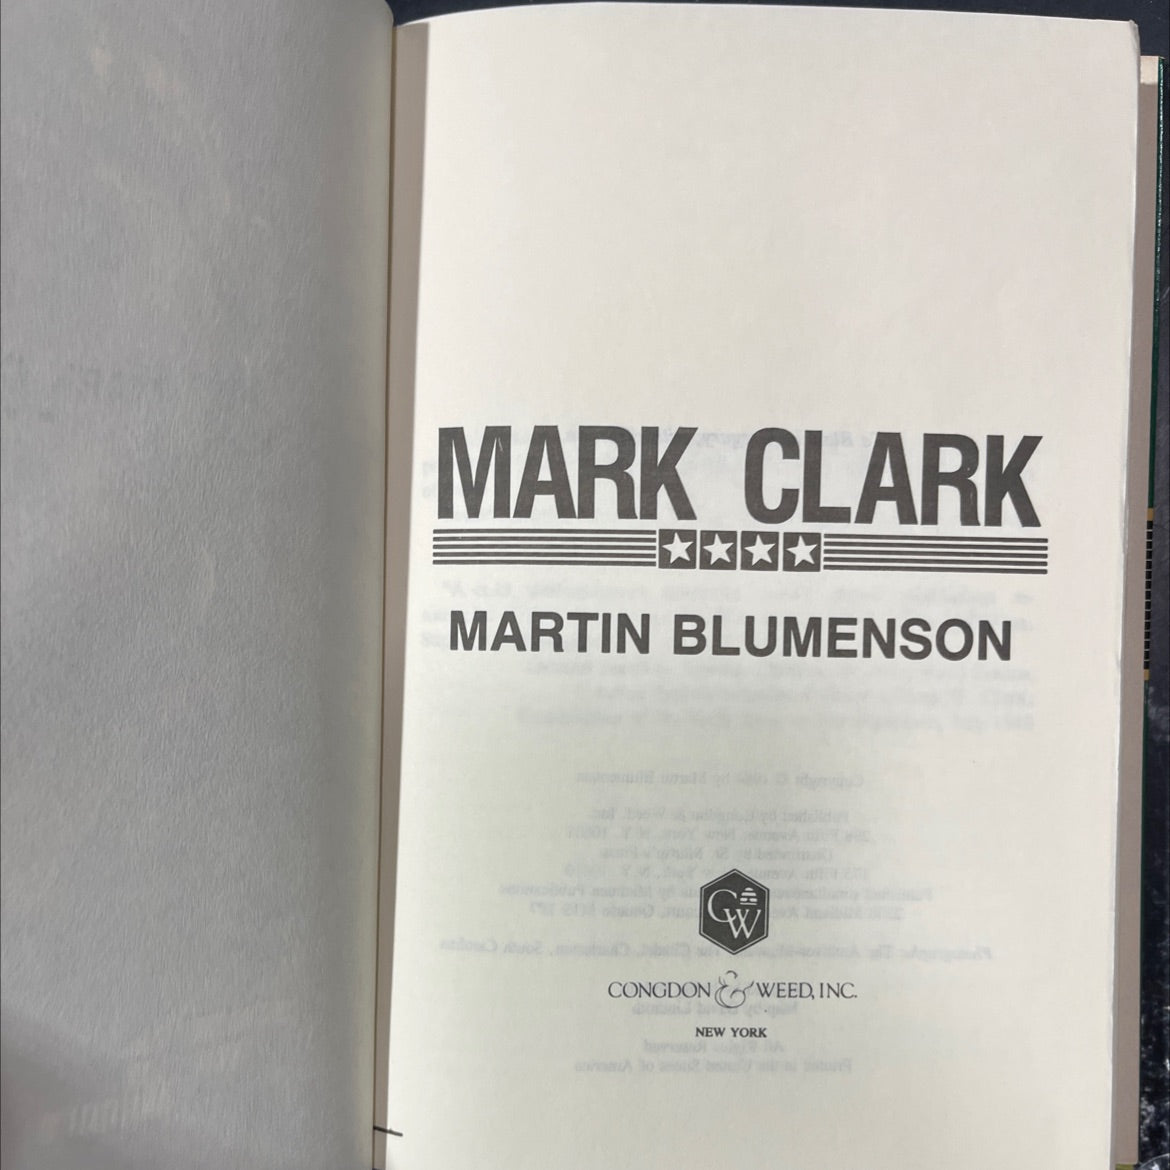 MARK CLARK
MARTIN BLUMENSON
CW
CONGDON & WEED, INC.
NEW YORK